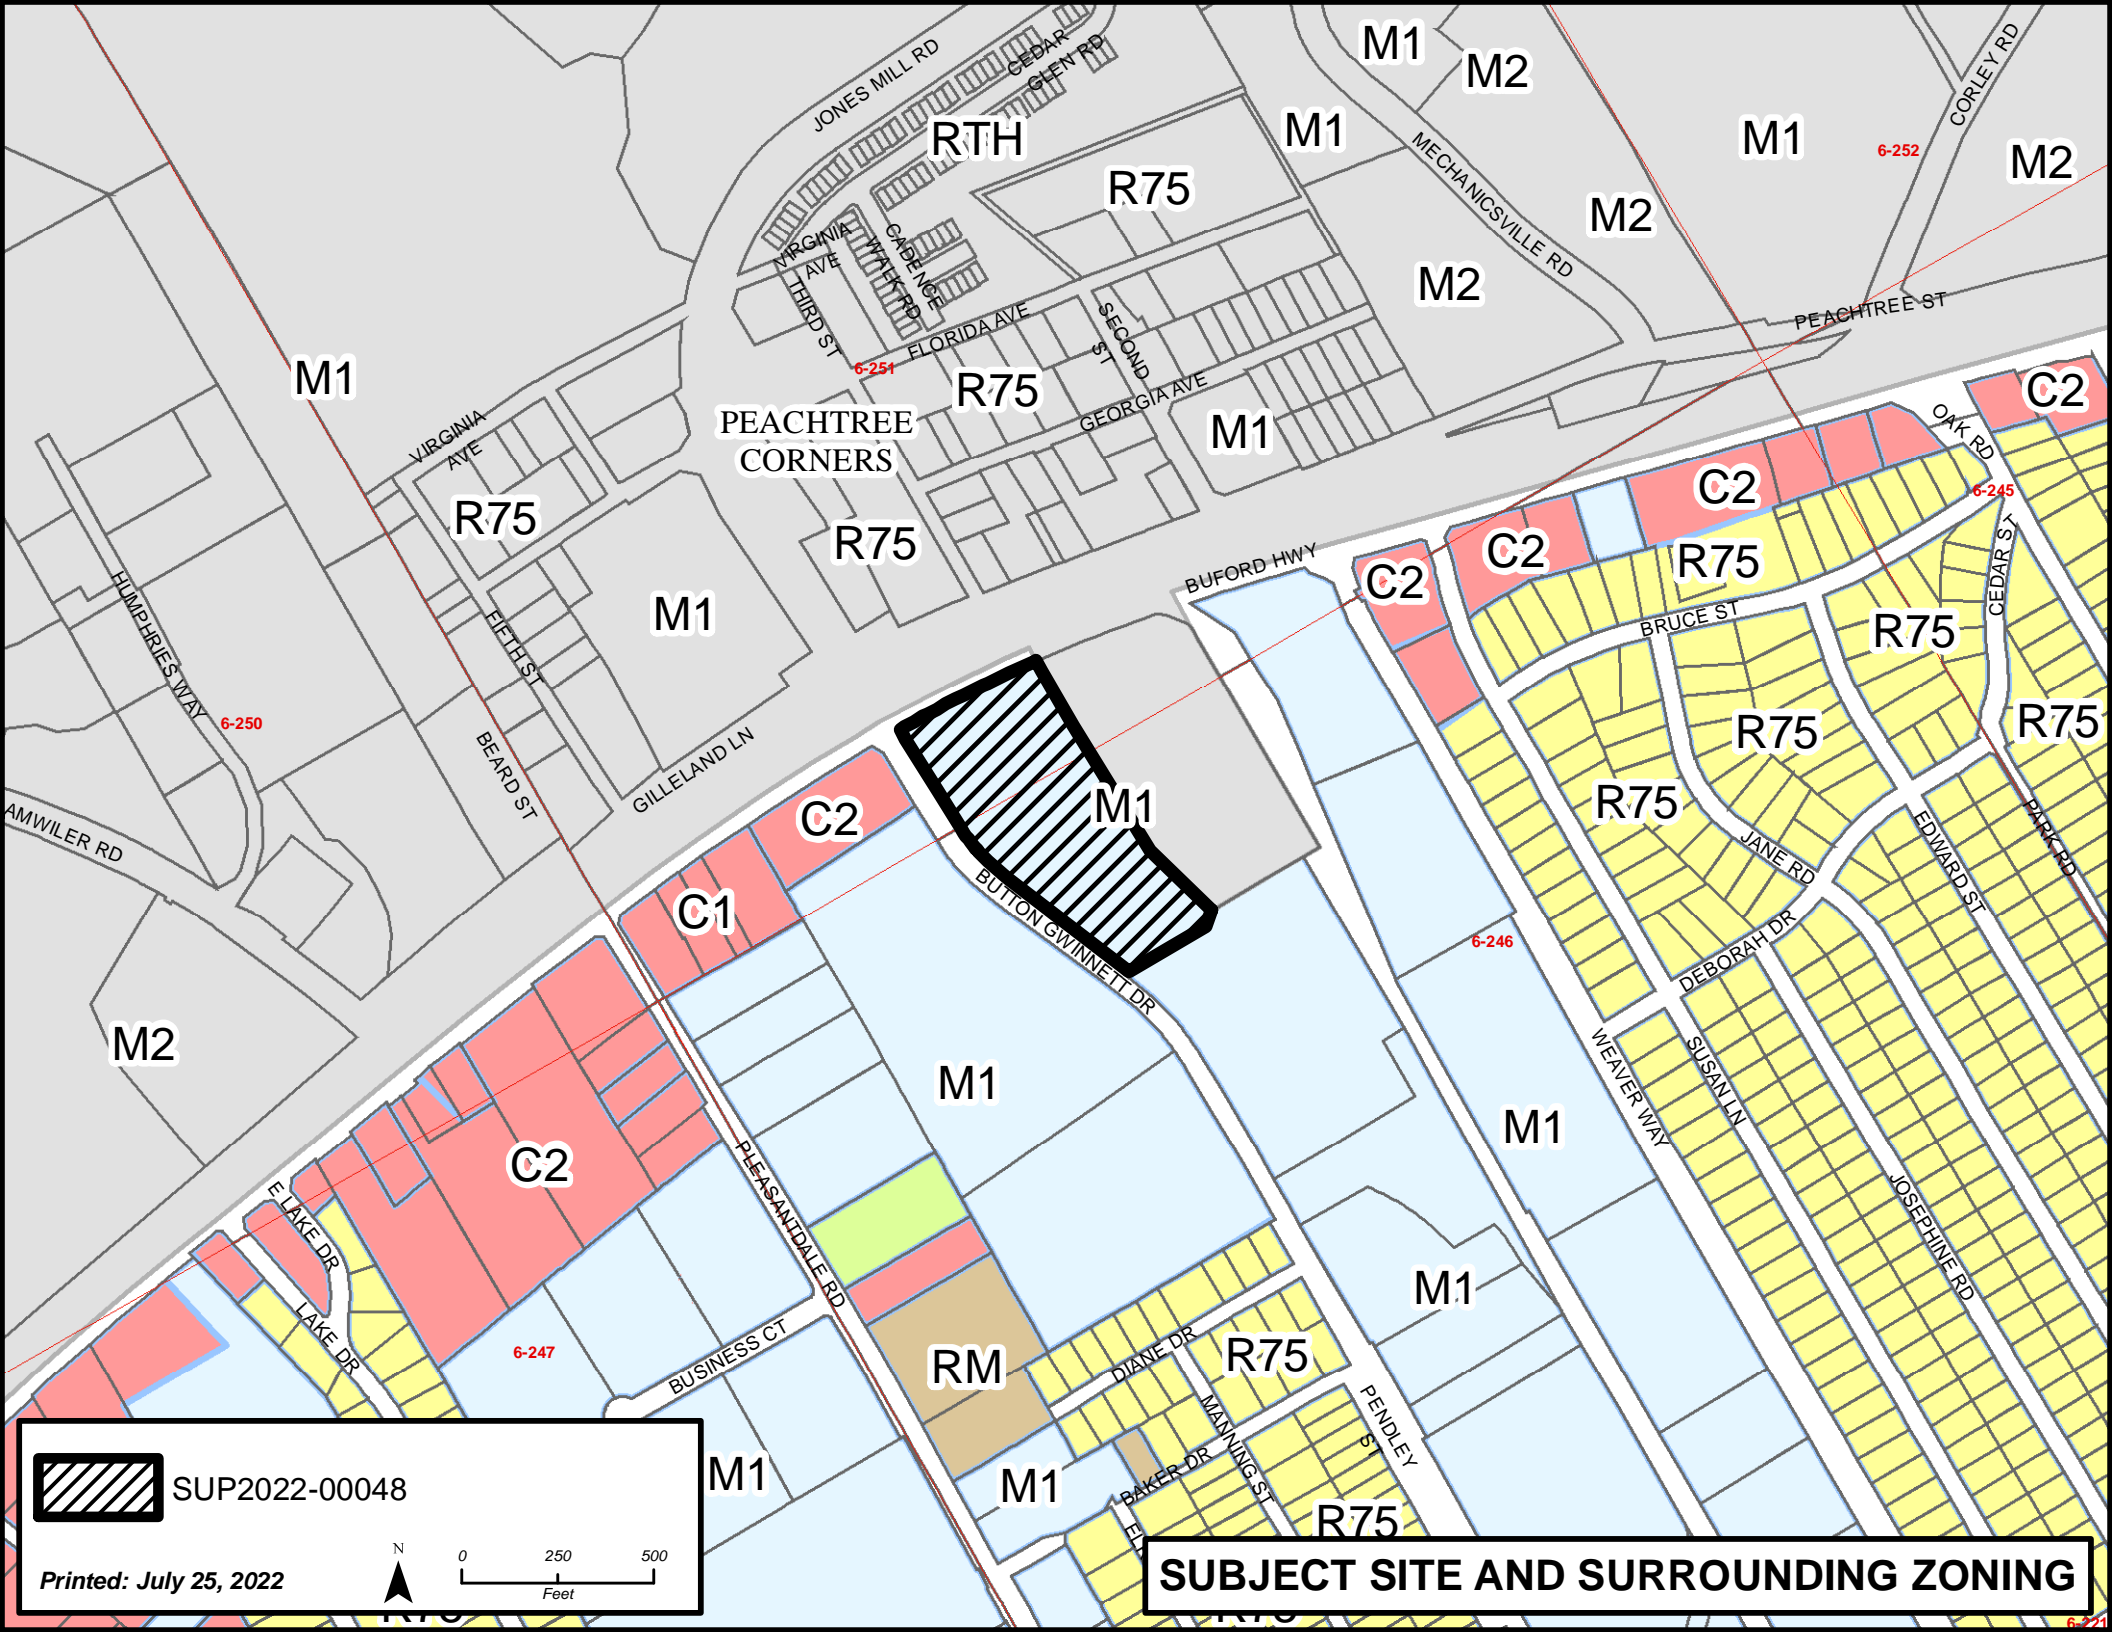 JONES MILL RD
CEDAR
GLEN RD
M1
M2
CORLEY RD
RTH
M1
M1
6-252
M2
R75
MECHANICSVILLE RD
M2
VIRGINIA
AVE
CADENCE
WALK RD
THIRD ST
M2
PEACHTREE ST
FLORIDA AVE
SECOND
ST
6-251
M1
R75
GEORGIA AVE
C2
VIRGINIA
AVE
PEACHTREE
CORNERS
M1
OAK RD
R75
R75
C2
6-245
BUFORD HWY
C2
C2
R75
CEDAR ST
HUMPHRIES WAY
FIFTH ST
M1
BRUCE ST
R75
6-250
R75
R75
BEARD ST
GILLELAND LN
M1
C2
R75
JANE RD
EDWARD ST
PARK RD
AMWILER RD
C1
BUTTON GWINNETT DR
6-246
DEBORAH DR
M2
M1
M1
WEAVER WAY
SUSAN LN
C2
PLEASANTDALE RD
JOSEPHINE RD
E LAKE DR
LAKE DR
M1
6-247
BUSINESS CT
RM
DIANE DR
R75
MANNING ST
PENDLEY
ST
M1
M1
BAKER DR
R75
SUP2022-00048
N
0 250 500
Feet
Printed: July 25, 2022
SUBJECT SITE AND SURROUNDING ZONING
R75
R75
6-221